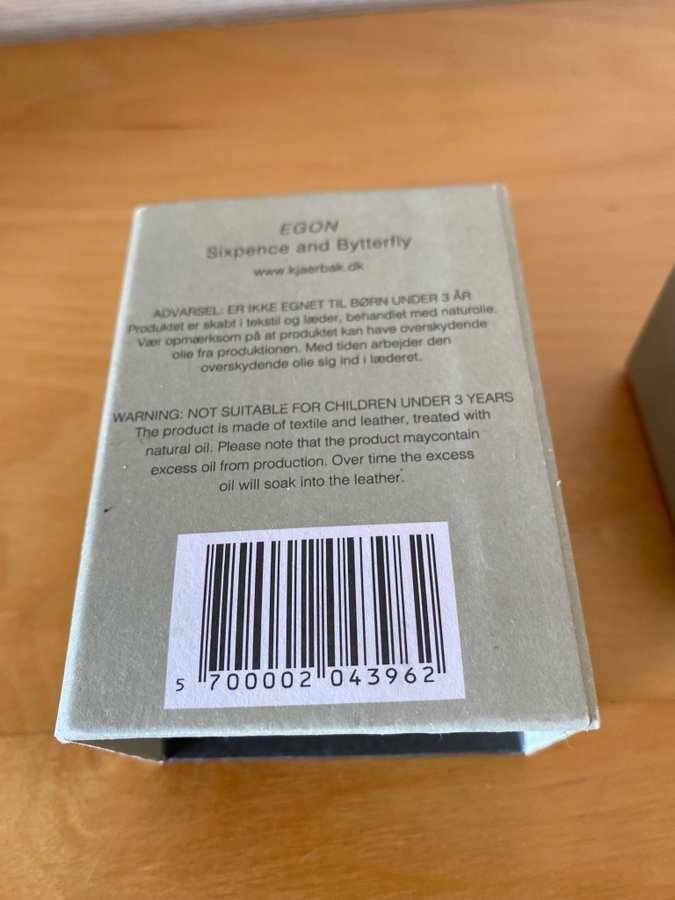 EGON
Sixpence and Bytterfly
www.kjaerbak.dk
ADVARSEL: ER IKKE EGNET TIL BØRN UNDER 3 ÅR
Produktet er skabt i tekstil og læder, behandlet med naturolie.
Vær opmærksom på at produktet kan have overskydende
olie fra produktionen. Med tiden arbejder den
overskydende olie sig ind i læderet.
WARNING: NOT SUITABLE FOR CHILDREN UNDER 3 YEARS
The product is made of textile and leather, treated with
natural oil. Please note that the product maycontain
excess oil from production. Over time the excess
oil will soak into the leather.
5 700002 043962